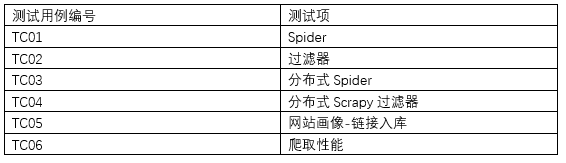 测试用例编号 测试项
TC01 Spider
TC02 过滤器
TC03 分布式 Spider
TC04 分布式 Scrapy 过滤器
TC05 网站画像-链接入库
TC06 爬取性能